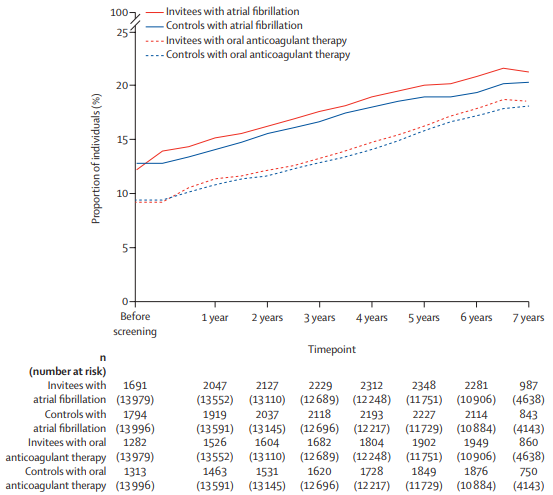 100
Invitees with atrial fibrillation
Controls with atrial fibrillation
Invitees with oral anticoagulant therapy
Controls with oral anticoagulant therapy
25
20
15
10
5
0
Proportion of individuals (%)
Before screening 1 year 2 years 3 years 4 years 5 years 6 years 7 years
Timepoint
n
(number at risk)
Invitees with 1691 2047 2127 2229 2312 2348 2281 987
atrial fibrillation (13979) (13552) (13110) (12689) (12248) (11751) (10906) (4638)
Controls with 1794 1919 2037 2118 2193 2227 2114 843
atrial fibrillation (13996) (13591) (13145) (12696) (12217) (11729) (10884) (4143)
Invitees with oral 1282 1526 1604 1682 1804 1902 1949 860
anticoagulant therapy (13979) (13552) (13110) (12689) (12248) (11751) (10906) (4638)
Controls with oral 1313 1463 1531 1620 1728 1849 1876 750
anticoagulant therapy (13996) (13591) (13145) (12696) (12217) (11729) (10884) (4143)